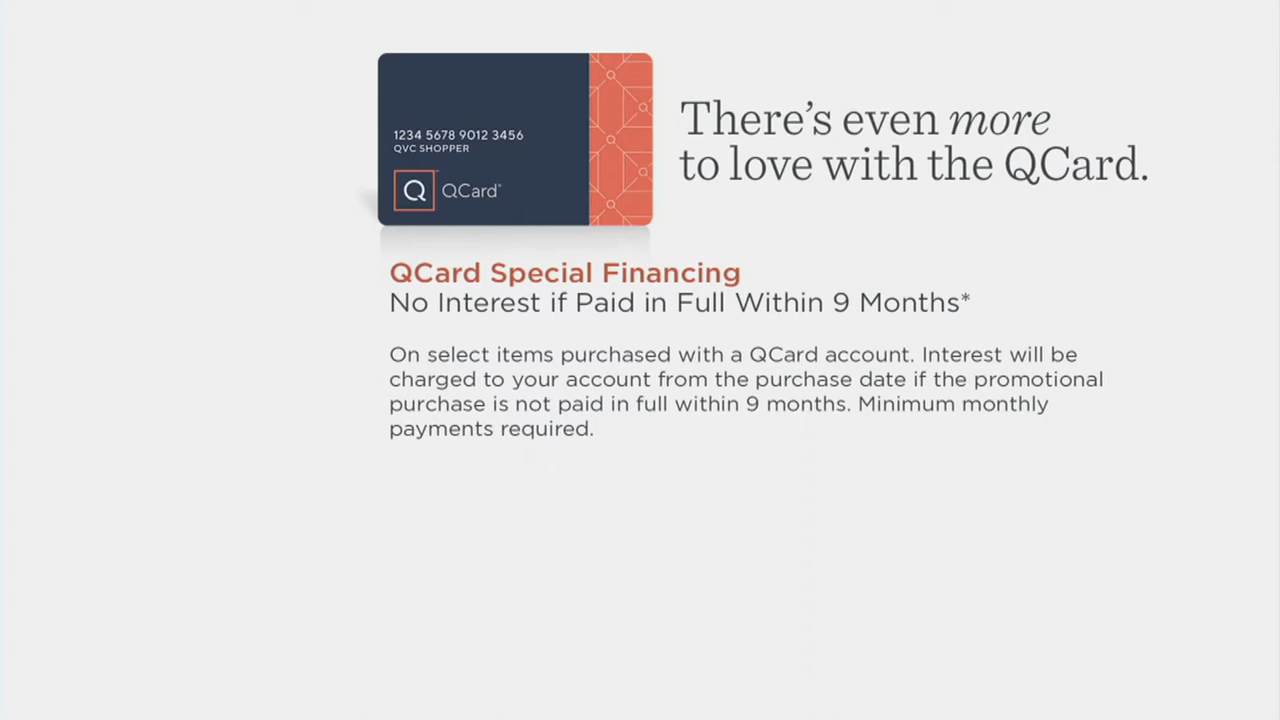 There's even more
to love with the QCard.
1234 5678 9012 3456
QVC SHOPPER
Q QCard®
QCard Special Financing
No Interest if Paid in Full Within 9 Months*
On select items purchased with a QCard account. Interest will be
charged to your account from the purchase date if the promotional
purchase is not paid in full within 9 months. Minimum monthly
payments required.